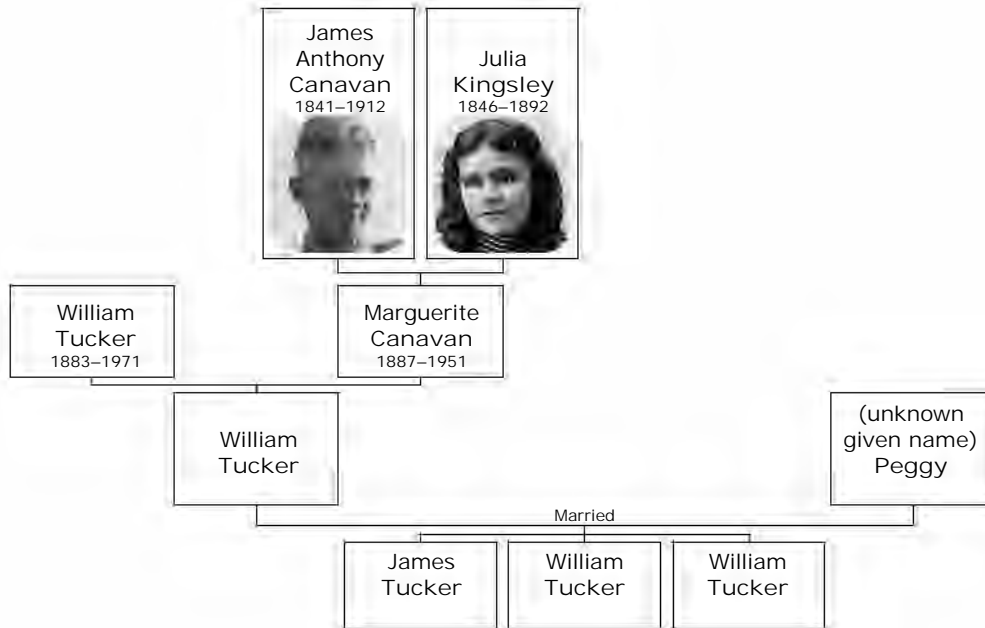 James
Anthony
Canavan
1841–1912
Julia
Kingsley
1846–1892
William
Tucker
1883–1971
Marguerite
Canavan
1887–1951
William
Tucker
(unknown
given name)
Peggy
Married
James
Tucker
William
Tucker
William
Tucker